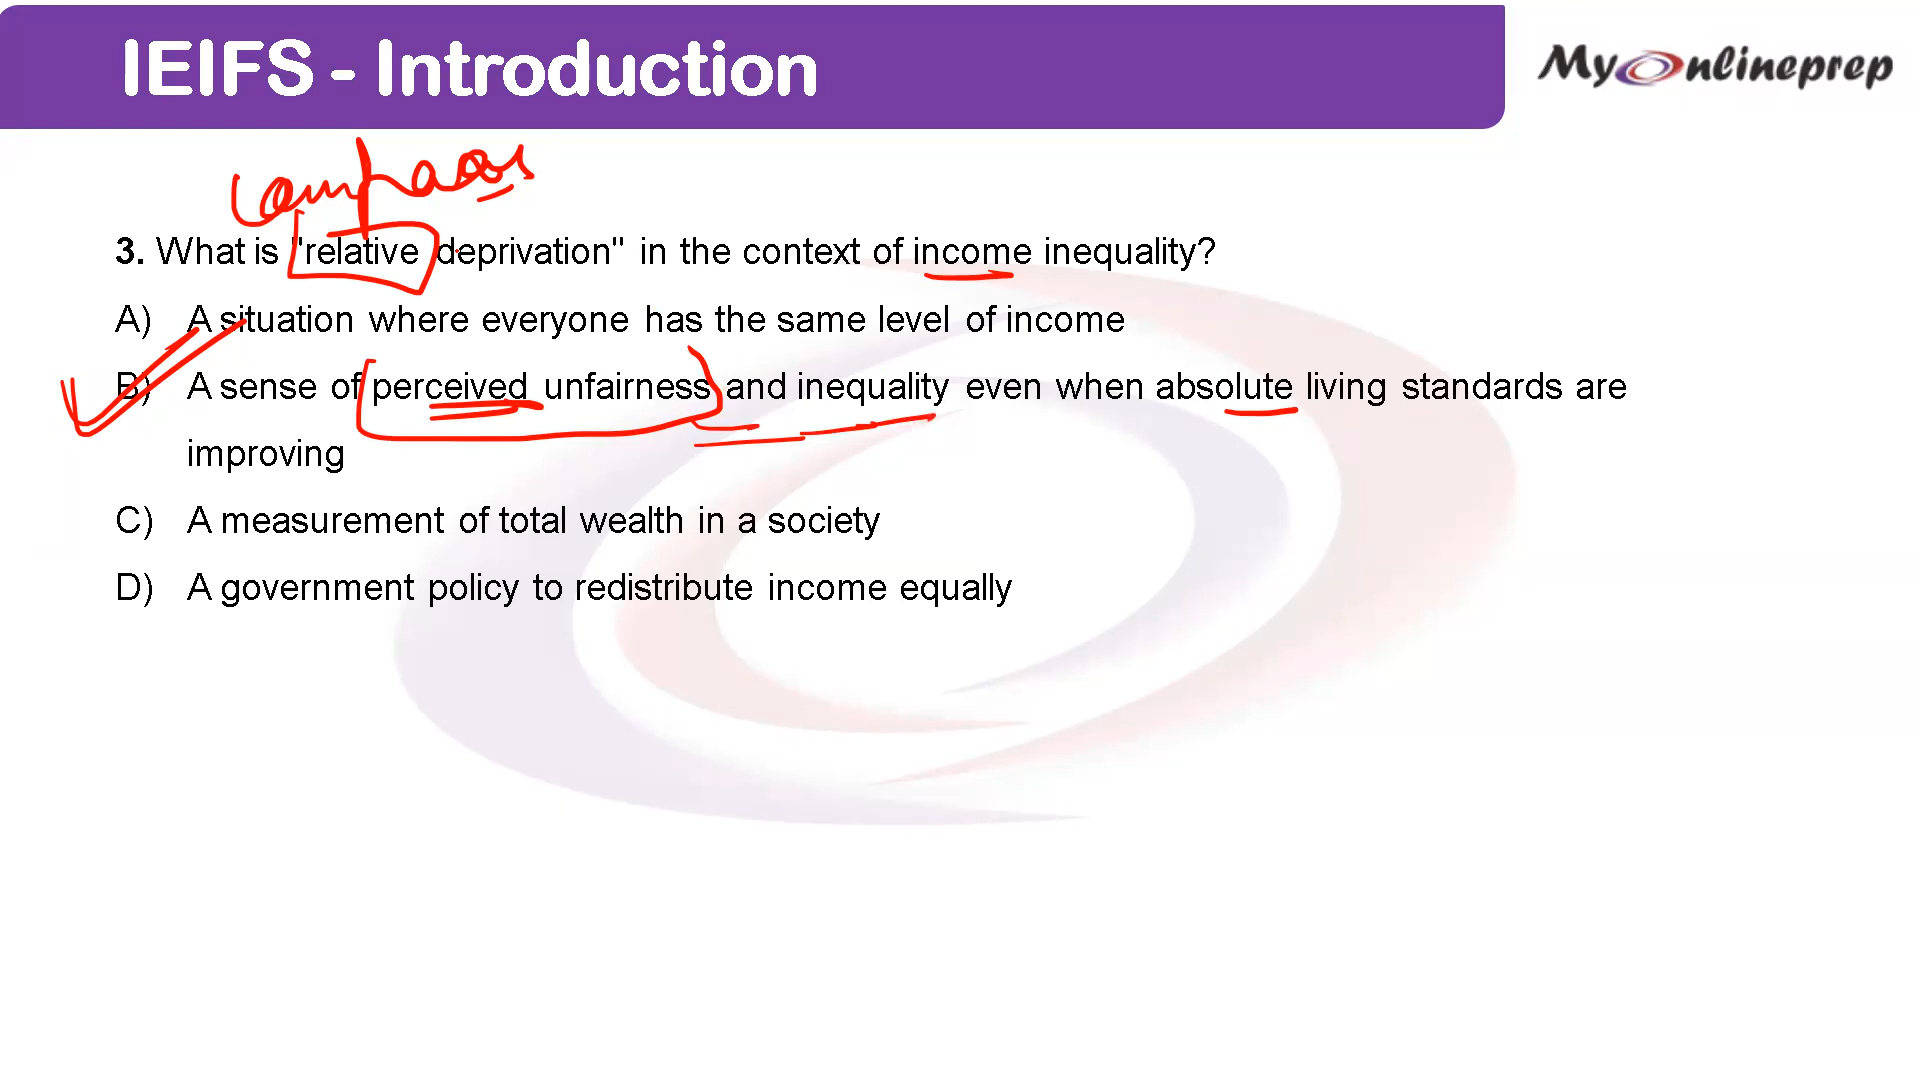 IEIFS - Introduction
MyOnlineprep
3. What is "relative deprivation" in the context of income inequality?
A) A situation where everyone has the same level of income
B) A sense of perceived unfairness and inequality even when absolute living standards are
improving
C) A measurement of total wealth in a society
D) A government policy to redistribute income equally